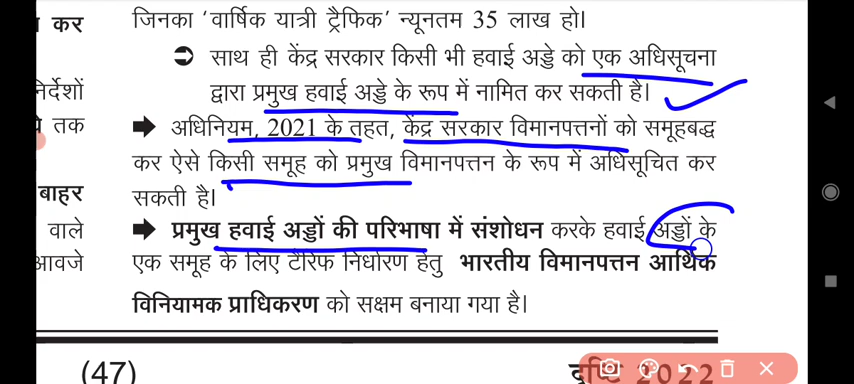 म कर
जिनका 'वार्षिक यात्री ट्रैफिक' न्यूनतम 35 लाख हो।
➲ साथ ही केंद्र सरकार किसी भी हवाई अड्डे को एक अधिसूचना
नर्देशों द्वारा प्रमुख हवाई अड्डे के रूप में नामित कर सकती है।
तक ➡ अधिनियम, 2021 के तहत, केंद्र सरकार विमानपत्तनों को समूहबद्ध
कर ऐसे किसी समूह को प्रमुख विमानपत्तन के रूप में अधिसूचित कर
बाहर सकती है।
वाले ➡ प्रमुख हवाई अड्डों की परिभाषा में संशोधन करके हवाई अड्डों के
आवजे एक समूह के लिए टैरिफ निर्धारण हेतु भारतीय विमानपत्तन आर्थिक
विनियामक प्राधिकरण को सक्षम बनाया गया है।
(47) दृष्टि 2022